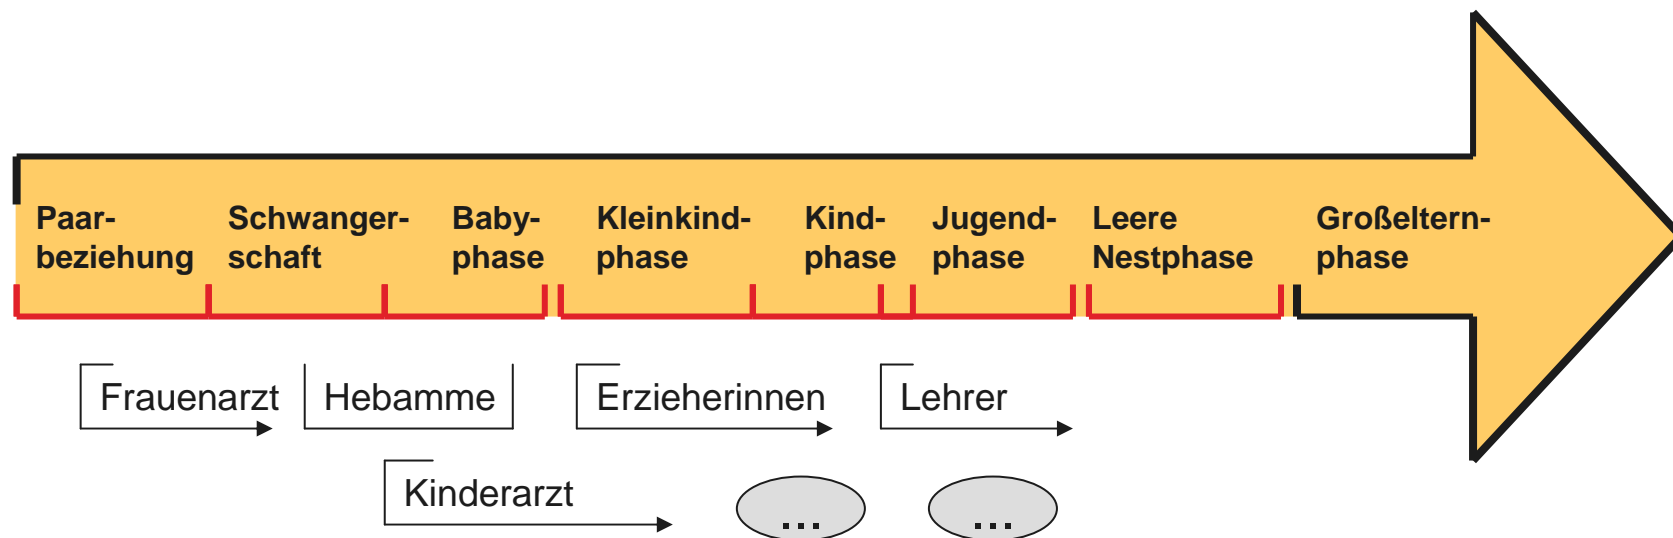 Paar-
beziehung
Schwanger-
schaft
Baby-
phase
Kleinkind-
phase
Kind-
phase
Jugend-
phase
Leere
Nestphase
Großeltern-
phase
Frauenarzt
Hebamme
Erzieherinnen
Lehrer
Kinderarzt
...
...